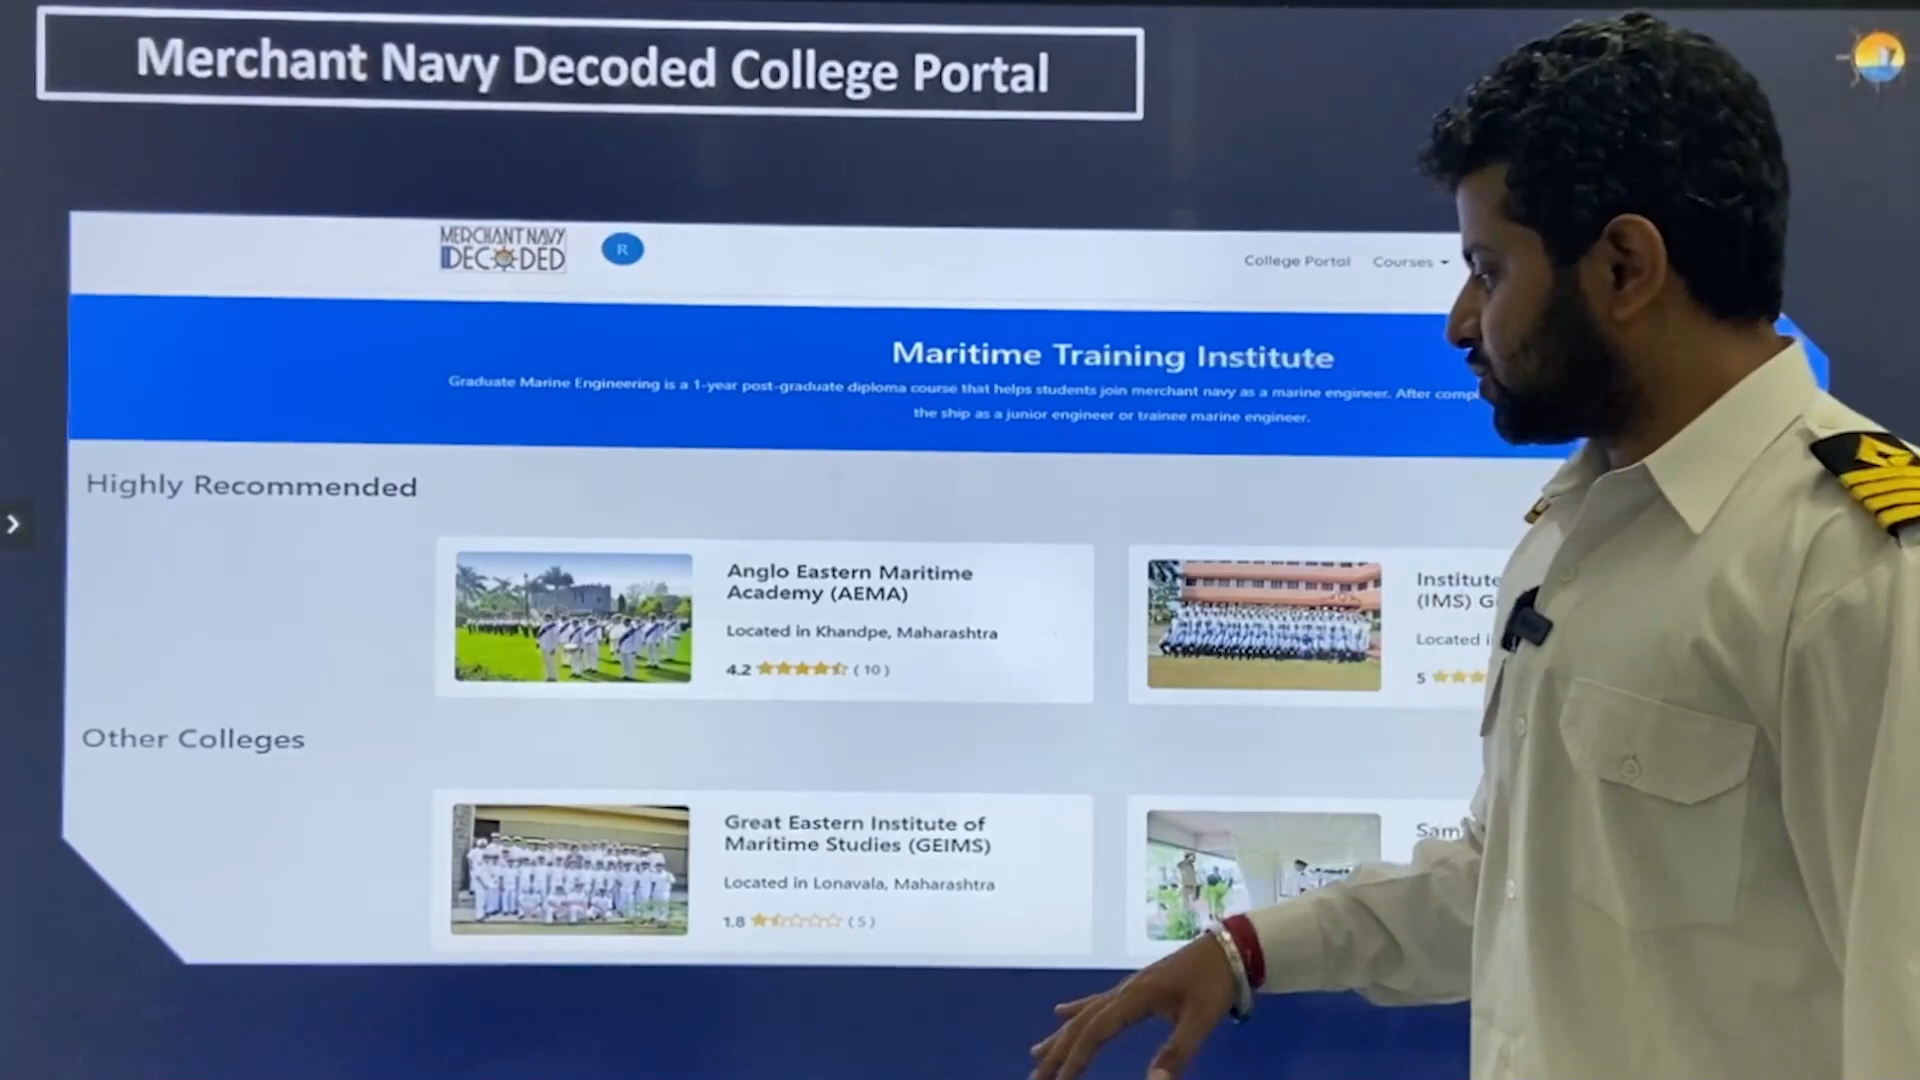 Merchant Navy Decoded College Portal
MERCHANT NAVY
DECODED
R
College Portal
Courses
Maritime Training Institute
Graduate Marine Engineering is a 1-year post-graduate diploma course that helps students join merchant navy as a marine engineer. After
the ship as a junior engineer or trainee marine engineer.
Highly Recommended
Anglo Eastern Maritime
Academy (AEMA)
Located in Khandpe, Maharashtra
4.2
(10)
Institute
(IMS)
Located
5
Other Colleges
Great Eastern Institute of
Maritime Studies (GEIMS)
Located in Lonavala, Maharashtra
1.8
(5)